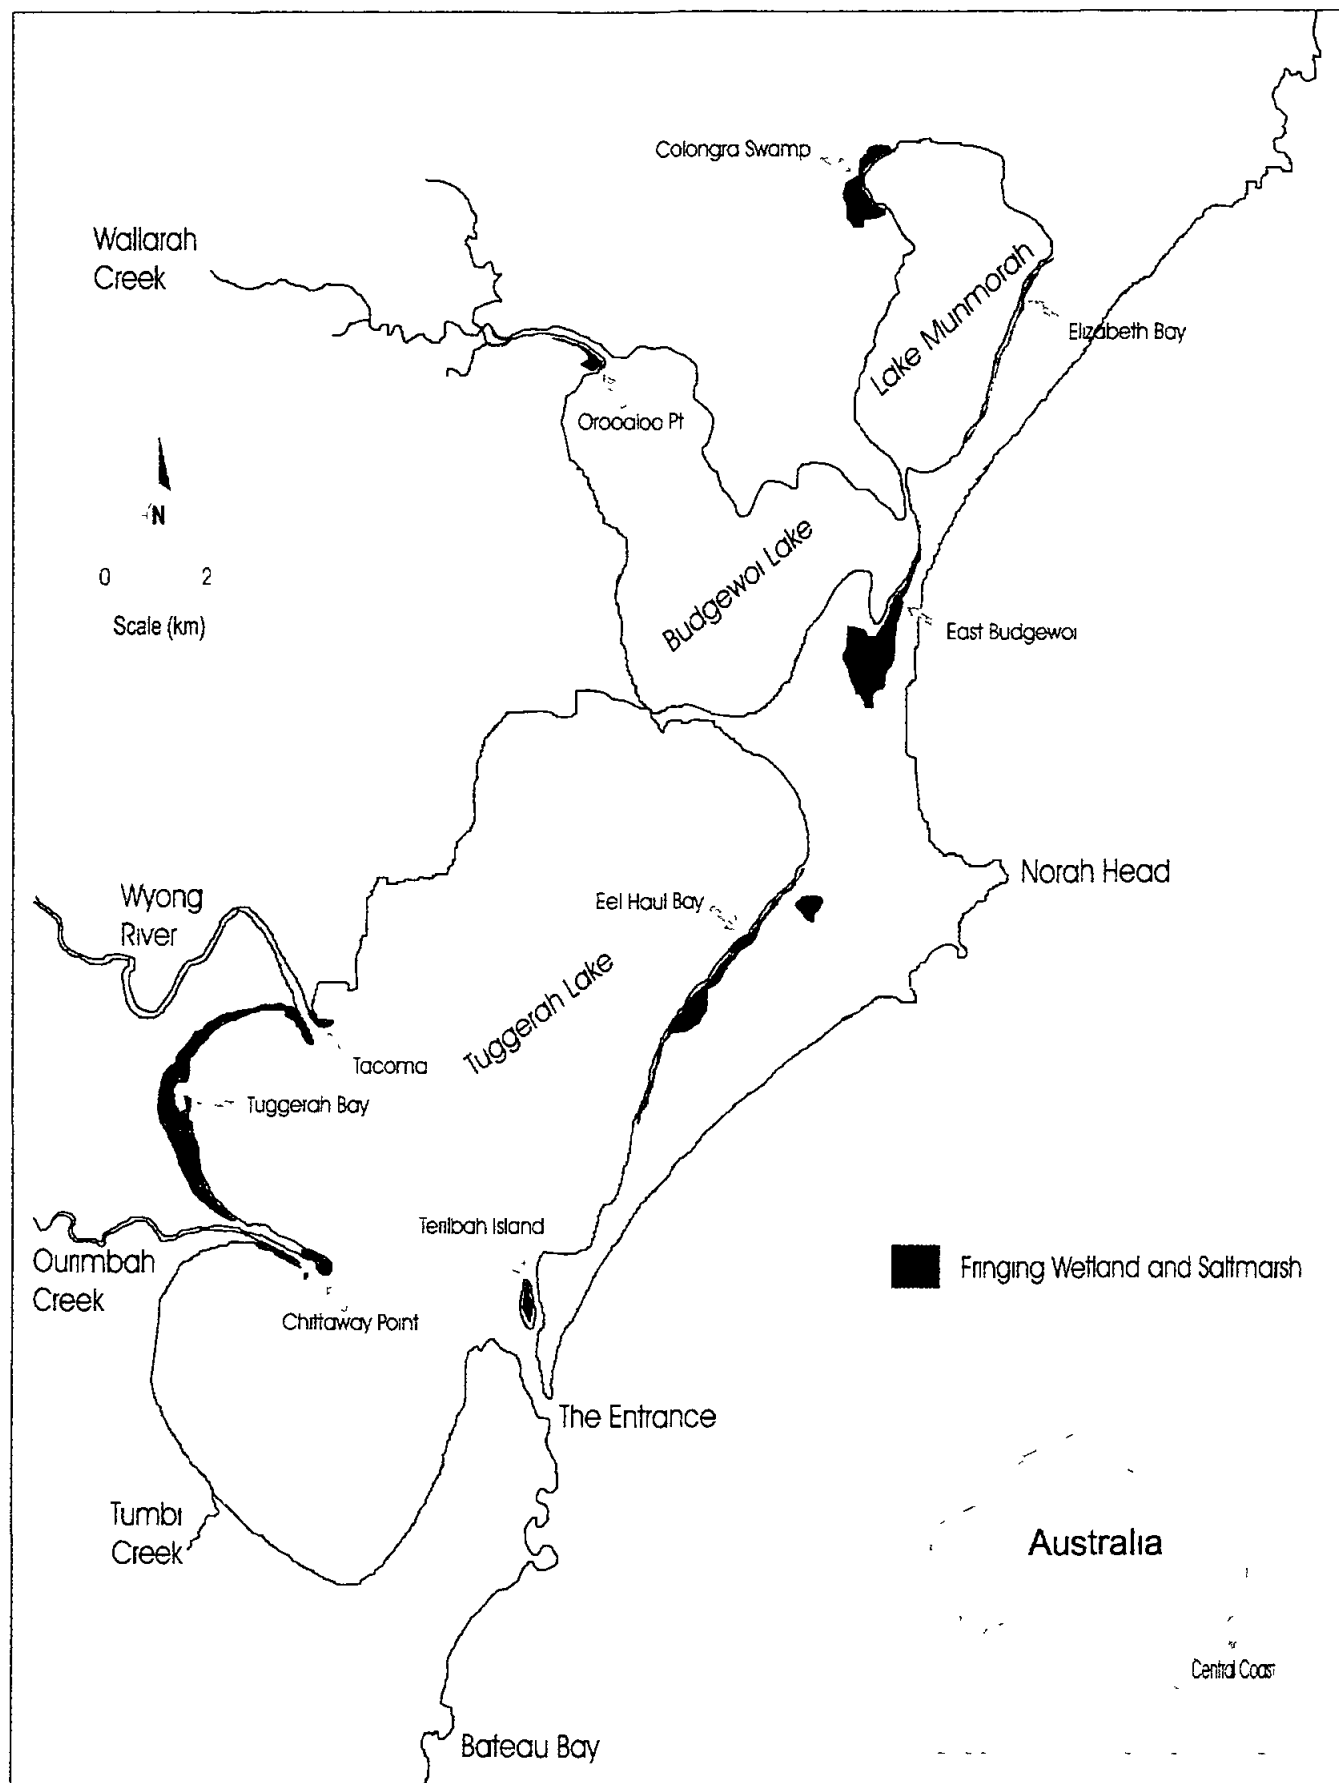 Colongra Swamp
Wallarah
Creek
Lake Munmorah
Elizabeth Bay
Pt
N
0 2
Scale (km)
Budgewoi Lake
East Budgewoi
Norah Head
Wyong
River
Eel Haul Bay
Tuggerah Lake
Tacoma
Tuggerah Bay
Terilbah Island
Ourimbah
Creek
Fringing Wetland and Saltmarsh
Chittaway Point
The Entrance
Tumbi
Creek
Australia
Central Coast
Bateau Bay